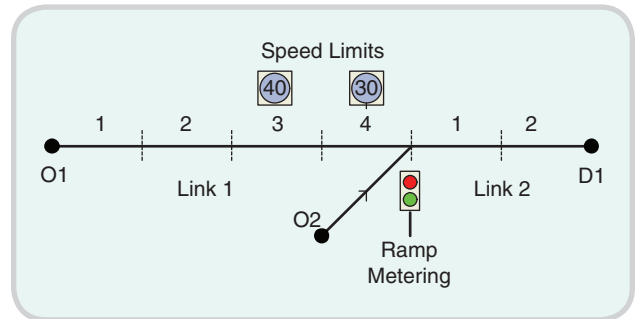 Speed Limits
40 30
1 2 3 4 1 2
O1 D1
Link 1 Link 2
O2
Ramp
Metering